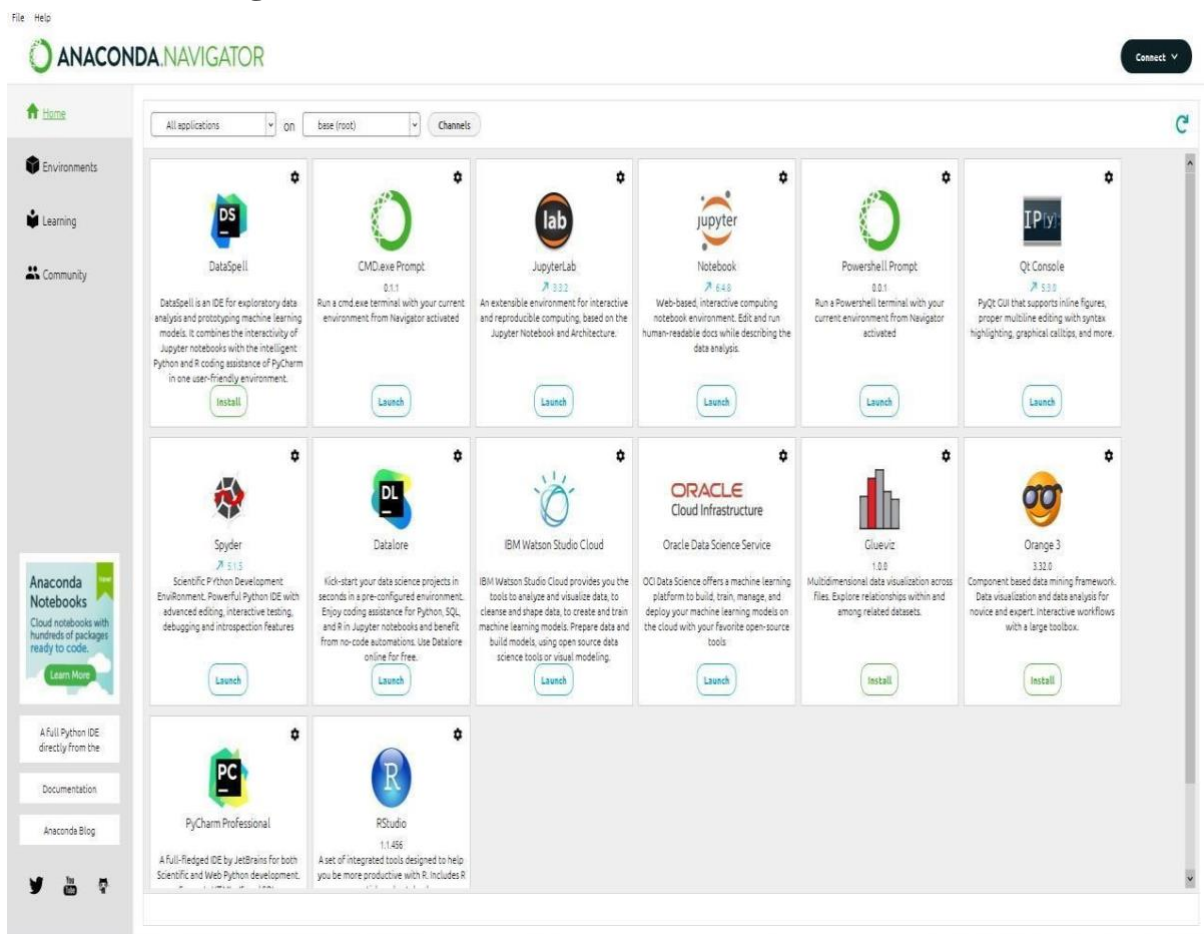 File Help
ANACONDA.NAVIGATOR
Connect
Home
Environments
Learning
Community
All applications on base (root) Channels
DS
DataSpell
DataSpell is an IDE for exploratory data
analysis and prototyping machine learning
models. It combines the interactivity of
Jupyter notebooks with the intelligent
Python and R coding assistance of PyCharm
in one user-friendly environment.
Install
CMD.exe Prompt
0.1.1
Run a cmd.exe terminal with your current
environment from Navigator activated
Launch
lab
JupyterLab
3.3.2
An extensible environment for interactive
and reproducible computing, based on the
Jupyter Notebook and Architecture.
Launch
jupyter
Notebook
6.4.8
Web-based, interactive computing
notebook environment. Edit and run
human-readable docs while describing the
data analysis.
Launch
Powershell Prompt
0.0.1
Run a Powershell terminal with your
current environment from Navigator
activated
Launch
IP[y]:
Qt Console
5.3.0
PyQt GUI that supports inline figures,
proper multiline editing with syntax
highlighting, graphical calltips, and more.
Launch
Spyder
5.1.5
Scientific PYthon Development
EnviRonment. Powerful Python IDE with
advanced editing, interactive testing,
debugging and introspection features
Launch
DL
Datalore
Kick-start your data science projects in
seconds in a pre-configured environment.
Enjoy coding assistance for Python, SQL,
and R in Jupyter notebooks and benefit
from no-code automations. Use Datalore
online for free.
Launch
IBM Watson Studio Cloud
IBM Watson Studio Cloud provides you the
tools to analyze and visualize data, to
cleanse and shape data, to create and train
machine learning models. Prepare data and
build models, using open source data
science tools or visual modeling.
Launch
ORACLE
Cloud Infrastructure
Oracle Data Science Service
OCI Data Science offers a machine learning
platform to build, train, manage, and
deploy your machine learning models on
the cloud with your favorite open-source
tools
Launch
Glueviz
1.0.0
Multidimensional data visualization across
files. Explore relationships within and
among related datasets.
Install
Orange 3
3.32.0
Component based data mining framework.
Data visualization and data analysis for
novice and expert. Interactive workflows
with a large toolbox.
Install
PC
PyCharm Professional
A full-fledged IDE by JetBrains for both
Scientific and Web Python development.
R
RStudio
1.1.456
A set of integrated tools designed to help
you be more productive with R. Includes R
Anaconda
Notebooks
Cloud notebooks with
hundreds of packages
ready to code.
Learn More
A full Python IDE
directly from the
Documentation
Anaconda Blog
You
Tube